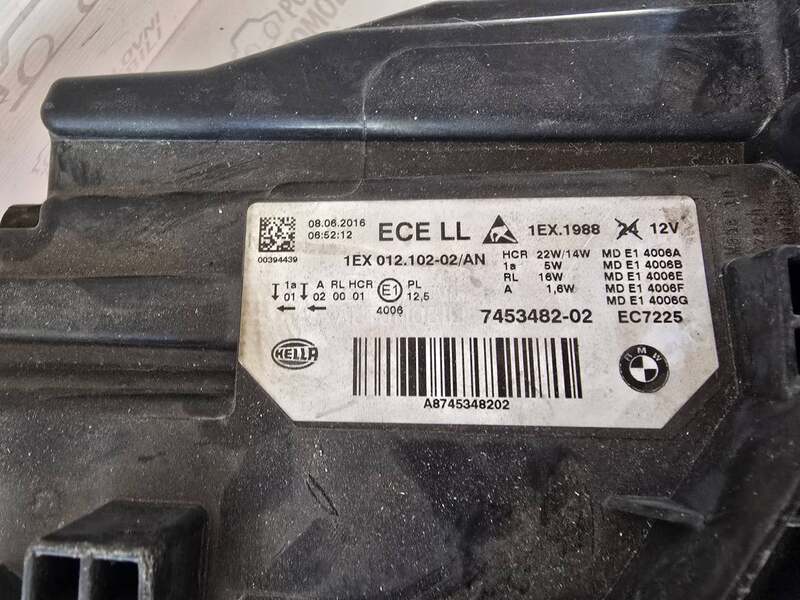 08.06.2016
06:52:12
00394439
ECE LL
1EX.1988 24 12V
1EX 012.102-02/AN
HCR 22W/14W MD E1 4006A
1a 5W MD E1 4006B
RL 16W MD E1 4006E
A 1,6W MD E1 4006F
MD E1 4006G
1a A RL HCR E1 PL
01 02 00 01 12,5
4006
7453482-02 EC7225
HELLA
BMW
A8745348202